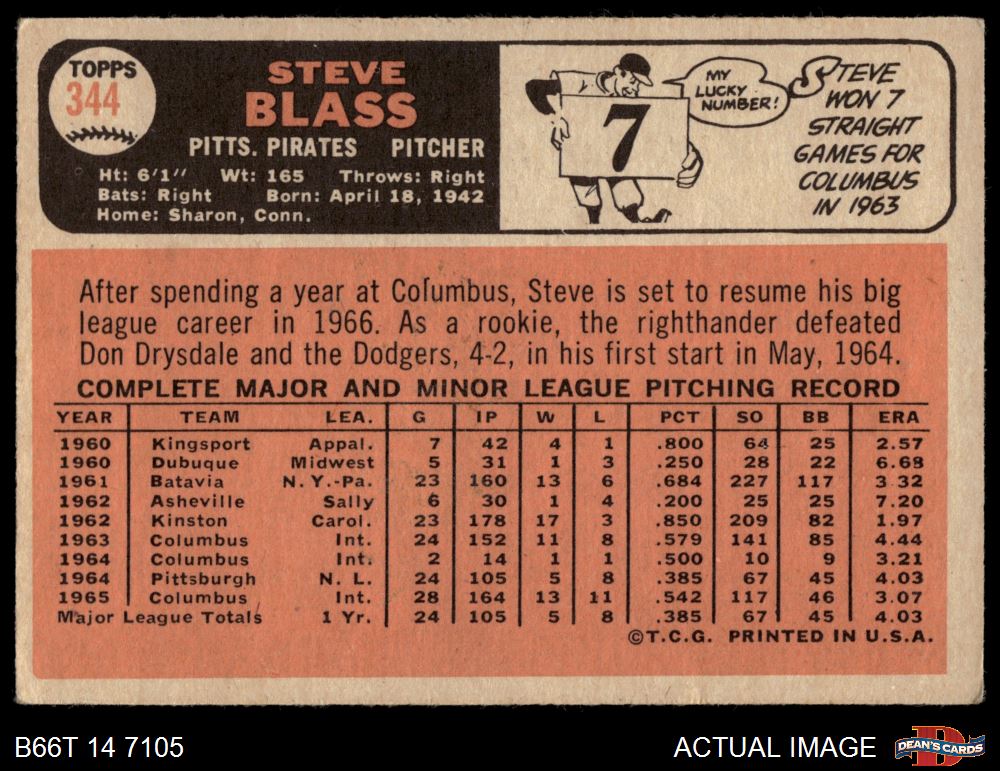 TOPPS
344
STEVE
BLASS
PITTS. PIRATES PITCHER
Ht: 6'1" Wt: 165 Throws: Right
Bats: Right Born: April 18, 1942
Home: Sharon, Conn.
7
MY
LUCKY
NUMBER!
STEVE
WON 7
STRAIGHT
GAMES FOR
COLUMBUS
IN 1963
After spending a year at Columbus, Steve is set to resume his big
league career in 1966. As a rookie, the righthander defeated
Don Drysdale and the Dodgers, 4-2, in his first start in May, 1964.
COMPLETE MAJOR AND MINOR LEAGUE PITCHING RECORD
YEAR TEAM LEA. G IP W L PCT SO BB ERA
1960 Kingsport Appal. 7 42 4 1 .800 64 25 2.57
1960 Dubuque Midwest 5 31 1 3 .250 28 22 6.68
1961 Batavia N.Y.-Pa. 23 160 13 6 .684 227 117 3.32
1962 Asheville Sally 6 30 1 4 .200 25 25 7.20
1962 Kinston Carol. 23 178 17 3 .850 209 82 1.97
1963 Columbus Int. 24 152 11 8 .579 141 85 4.44
1964 Columbus Int. 2 14 1 1 .500 10 9 3.21
1964 Pittsburgh N. L. 24 105 5 8 .385 67 45 4.03
1965 Columbus Int. 28 164 13 11 .542 117 46 3.07
Major League Totals 1 Yr. 24 105 5 8 .385 67 45 4.03
©T.C.G. PRINTED IN U.S.A.
B66T 14 7105
ACTUAL IMAGE
DEAN'S CARDS